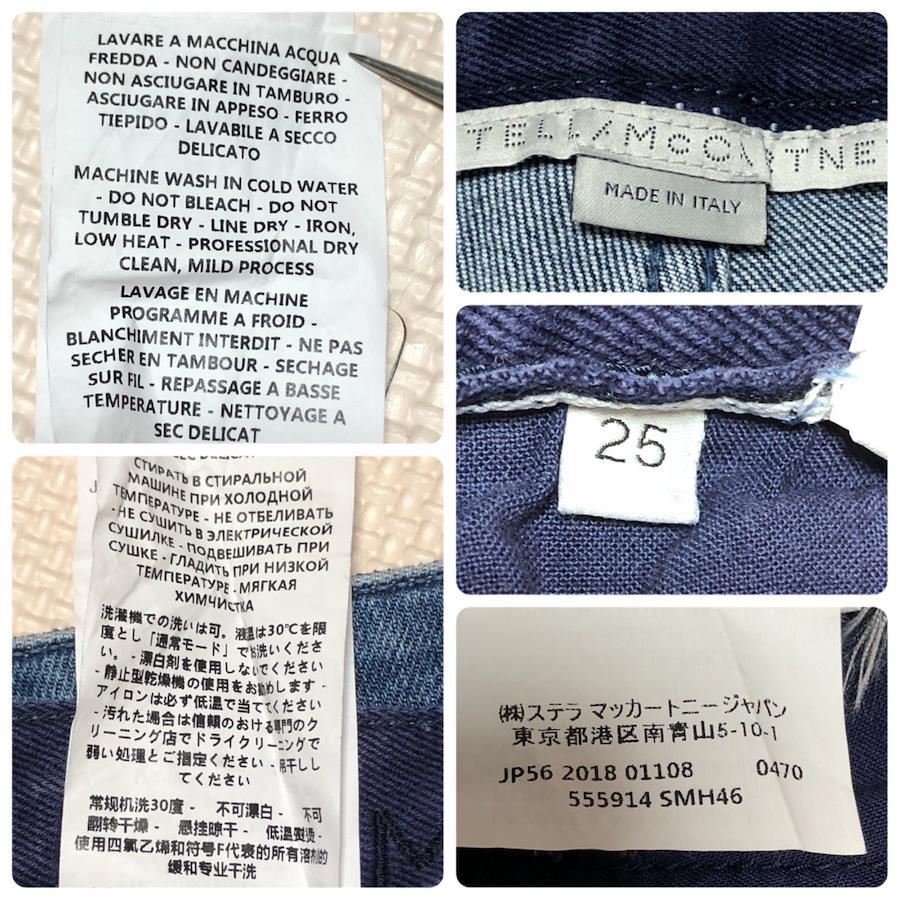 LAVARE A MACCHINA ACQUA
FREDDA - NON CANDEGGIARE -
NON ASCIUGARE IN TAMBURO -
ASCIUGARE IN APPESO - FERRO
TIEPIDO - LAVABILE A SECCO
DELICATO
MACHINE WASH IN COLD WATER
- DO NOT BLEACH - DO NOT
TUMBLE DRY - LINE DRY - IRON,
LOW HEAT - PROFESSIONAL DRY
CLEAN, MILD PROCESS
LAVAGE EN MACHINE
PROGRAMME A FROID -
BLANCHIMENT INTERDIT - NE PAS
SECHER EN TAMBOUR - SECHAGE
SUR FIL - REPASSAGE A BASSE
TEMPERATURE - NETTOYAGE A
SEC DELICAT
TELL/McC
TNE
MADE IN ITALY
25
SEC DELICAT
СТИРАТЬ В СТИРАЛЬНОЙ
МАШИНЕ ПРИ ХОЛОДНОЙ
ТЕМПЕРАТУРЕ - НЕ ОТБЕЛИВАТЬ
-НЕ СУШИТЬ В ЭЛЕКТРИЧЕСКОЙ
СУШИЛКЕ - ПОДВЕШИВАТЬ ПРИ
СУШКЕ - ГЛАДИТЬ ПРИ НИЗКОЙ
ТЕМПЕРАТУРЕ - МЯГКАЯ
ХИМЧИСТКА
洗濯機での洗いは可。液温は30℃を限
度とし「通常モード」でお洗いくださ
い。 - 漂白剤を使用しないでください
- 静止型乾燥機の使用をお勧めします -
アイロンは必ず低温で当ててください
- 汚れた場合は信頼のおける専門のク
リーニング店でドライクリーニングで
弱い処理とご指定ください - 吊干しし
てください
常规机洗30度 - 不可漂白 - 不可
翻转干燥 - 悬挂晾干 - 低温熨烫 -
使用四氯乙烯和符号F代表的所有溶剂的
缓和专业干洗
㈱ステラ マッカートニー ジャパン
東京都港区南青山5-10-1
JP56 2018 01108 0470
555914 SMH46